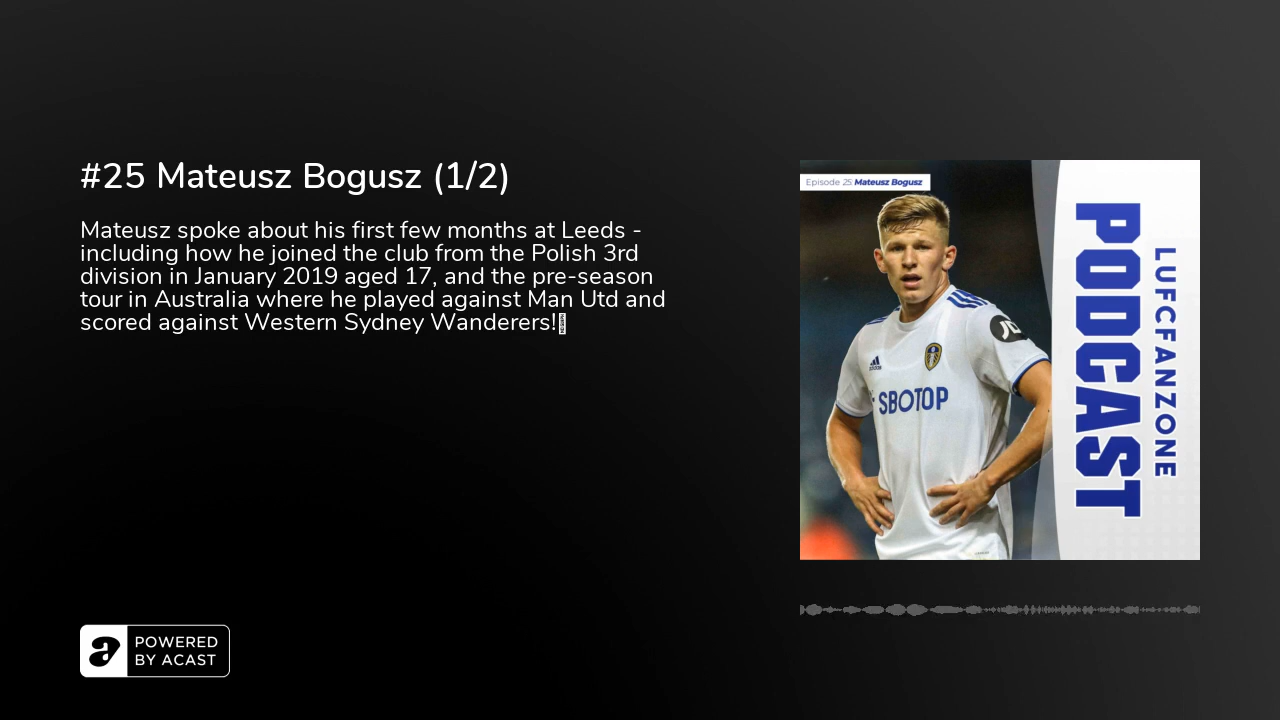 #25 Mateusz Bogusz (1/2)
Mateusz spoke about his first few months at Leeds -
including how he joined the club from the Polish 3rd
division in January 2019 aged 17, and the pre-season
tour in Australia where he played against Man Utd and
scored against Western Sydney Wanderers!
Episode 25: Mateusz Bogusz
JD
adidas
SBOTOP
LUFCFANZONE
PODCAST
a POWERED
BY ACAST